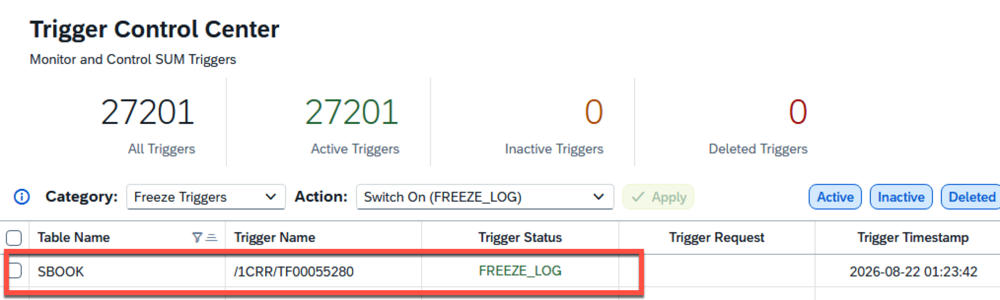 Trigger Control Center
Monitor and Control SUM Triggers
27201 27201 0 0
All Triggers Active Triggers Inactive Triggers Deleted Triggers
Category: Freeze Triggers Action: Switch On (FREEZE_LOG) Apply Active Inactive Deleted
Table Name Trigger Name Trigger Status Trigger Request Trigger Timestamp
SBOOK /1CRR/TF00055280 FREEZE_LOG 2026-08-22 01:23:42